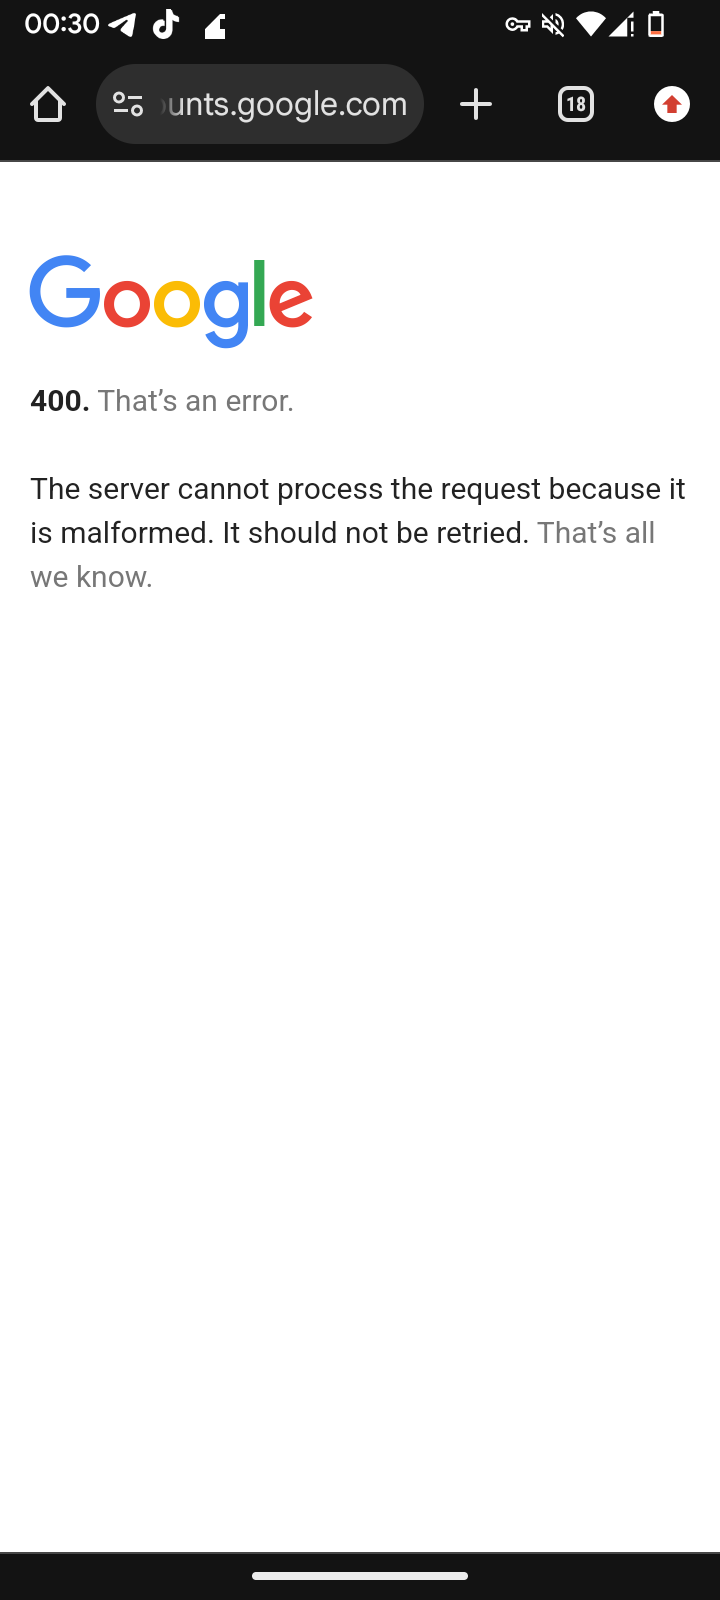 00:30
ounts.google.com
18
Google
400. That’s an error.
The server cannot process the request because it
is malformed. It should not be retried. That’s all
we know.